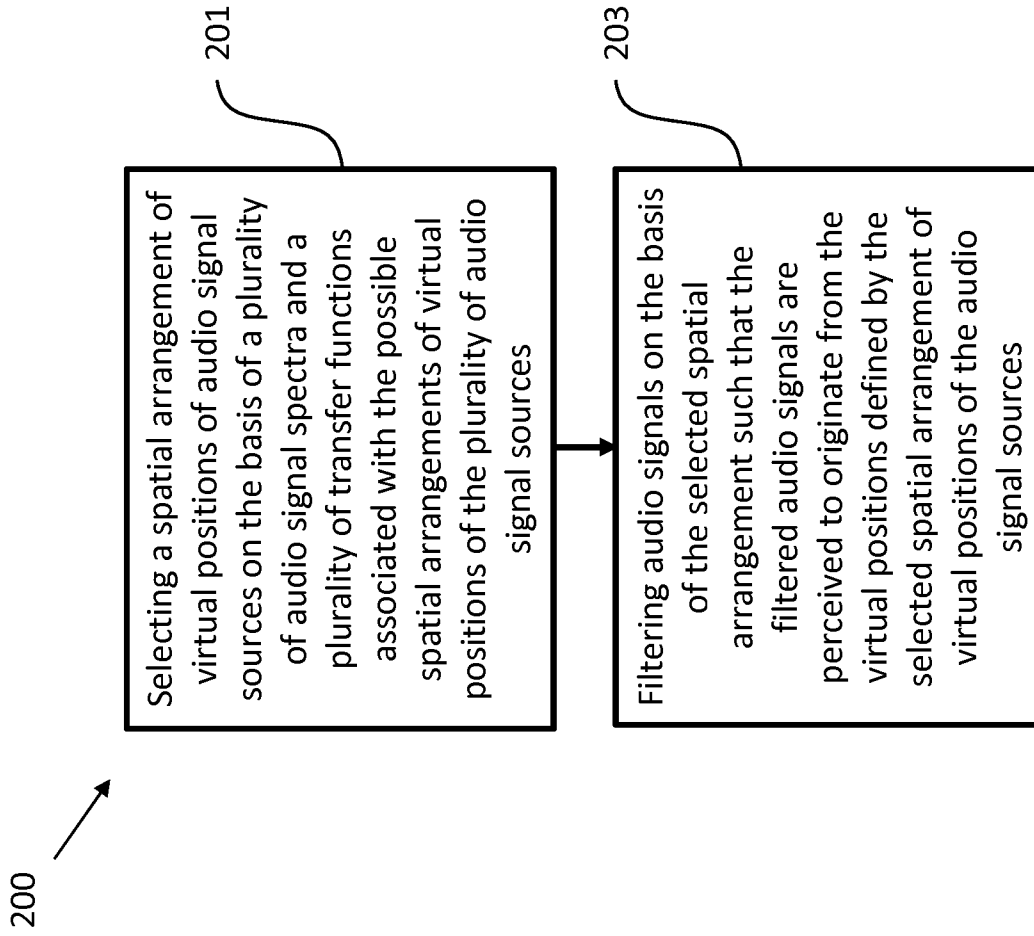 200
Selecting a spatial arrangement of
virtual positions of audio signal
sources on the basis of a plurality
of audio signal spectra and a
plurality of transfer functions
associated with the possible
spatial arrangements of virtual
positions of the plurality of audio
signal sources
201
Filtering audio signals on the basis
of the selected spatial
arrangement such that the
filtered audio signals are
perceived to originate from the
virtual positions defined by the
selected spatial arrangement of
virtual positions of the audio
signal sources
203